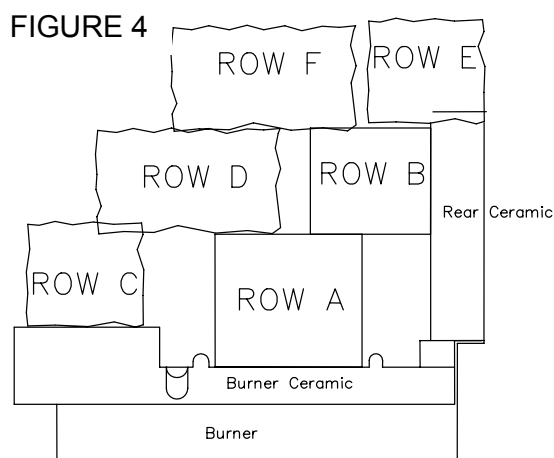 FIGURE 4
ROW F
ROW E
ROW D
ROW B
Rear Ceramic
ROW C
ROW A
Burner Ceramic
Burner